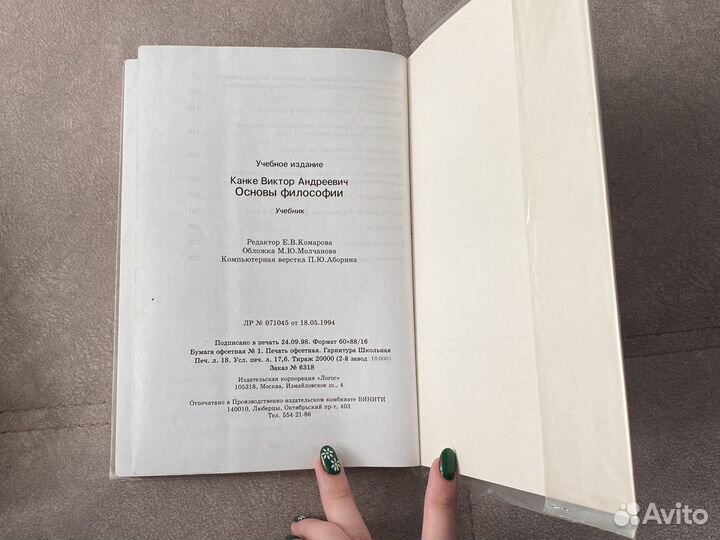 Учебное издание
Канке Виктор Андреевич
Основы философии
Учебник
Редактор Е.В.Комарова
Обложка М.Ю.Молчанова
Компьютерная верстка П.Ю.Аборина
ЛР № 071045 от 18.05.1994
Подписано в печать 24.09.98. Формат 60×88/16
Бумага офсетная № 1. Печать офсетная. Гарнитура Школьная
Печ. л. 18. Усл. печ. л. 17,6. Тираж 20000 (2-й завод 10 000)
Заказ № 6318
Издательская корпорация «Логос»
105318, Москва, Измайловское ш., 4
Отпечатано в Производственно-издательском комбинате ВИНИТИ
140010, Люберцы, Октябрьский пр-т, 403
Тел. 554-21-86
Avito